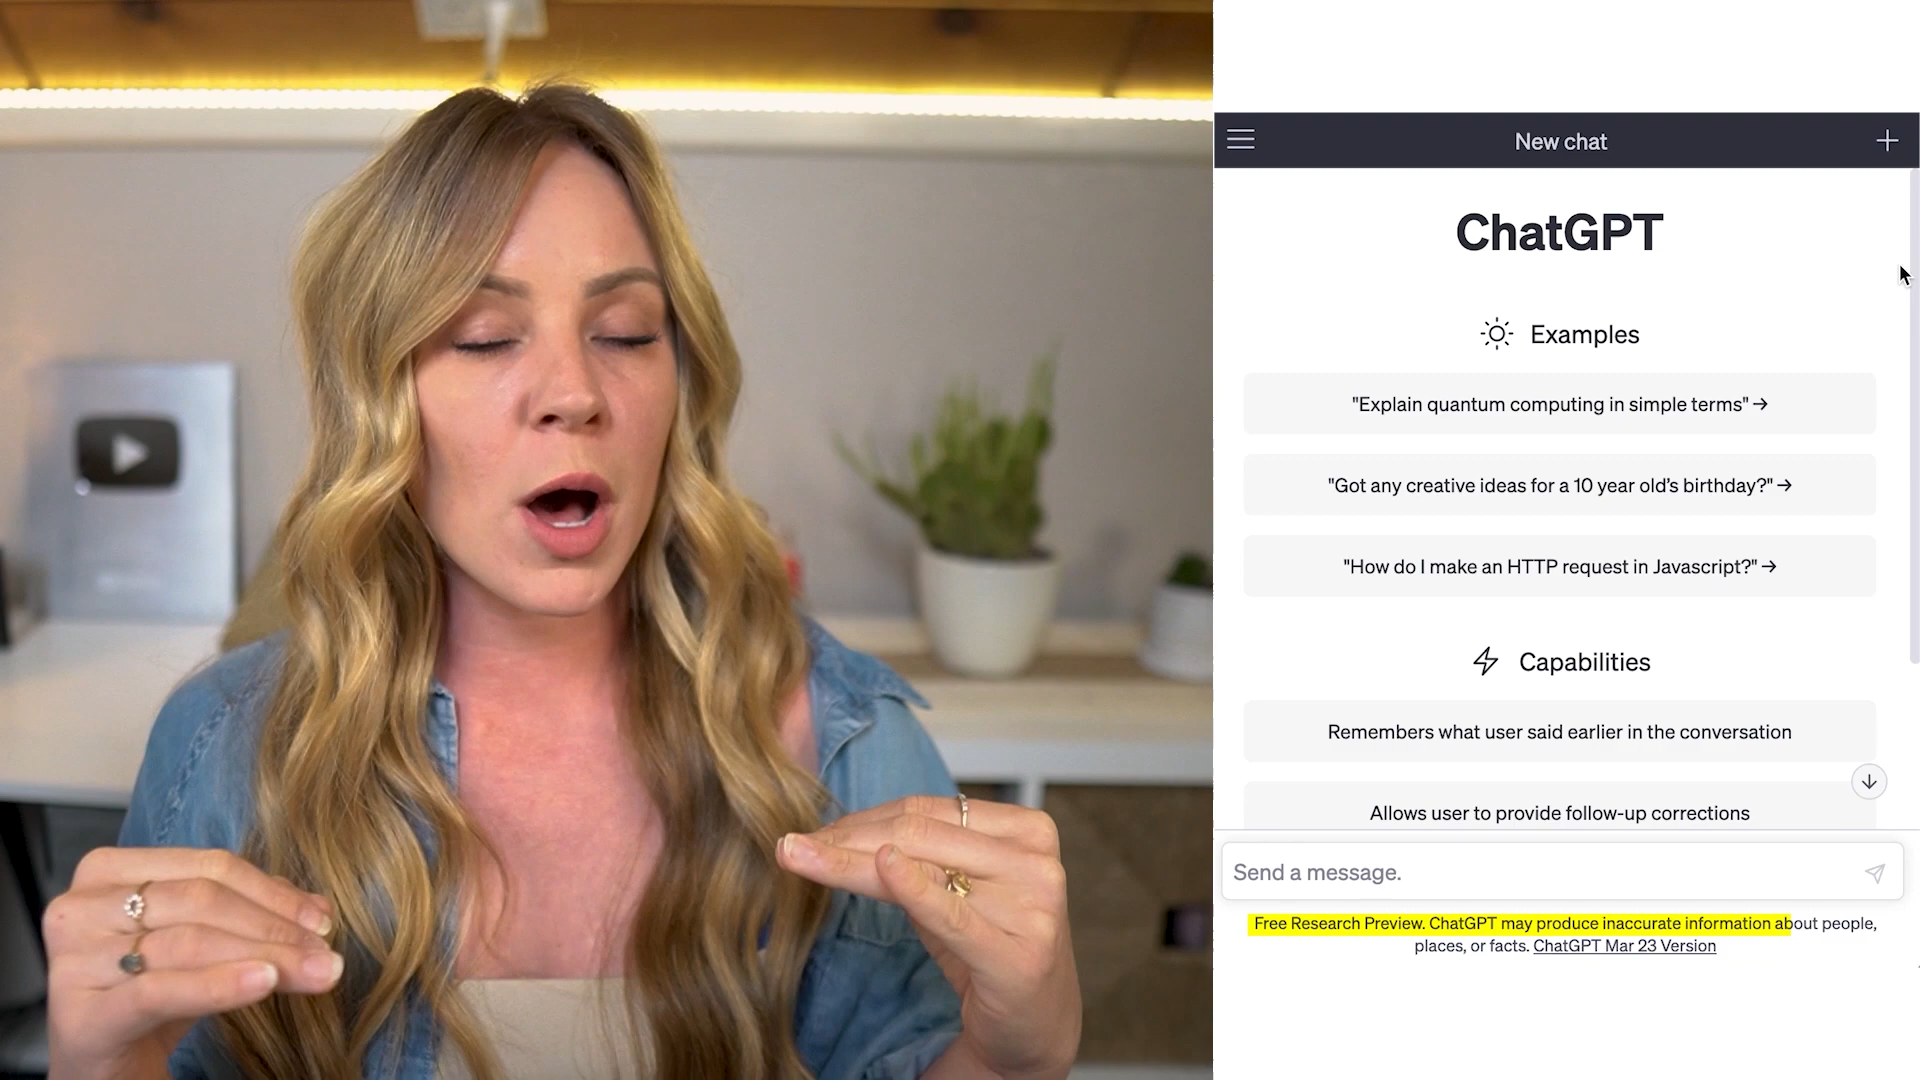 New chat
ChatGPT
Examples
"Explain quantum computing in simple terms" →
"Got any creative ideas for a 10 year old's birthday?" →
"How do I make an HTTP request in Javascript?" →
Capabilities
Remembers what user said earlier in the conversation
Allows user to provide follow-up corrections
Send a message.
Free Research Preview. ChatGPT may produce inaccurate information about people,
places, or facts. ChatGPT Mar 23 Version